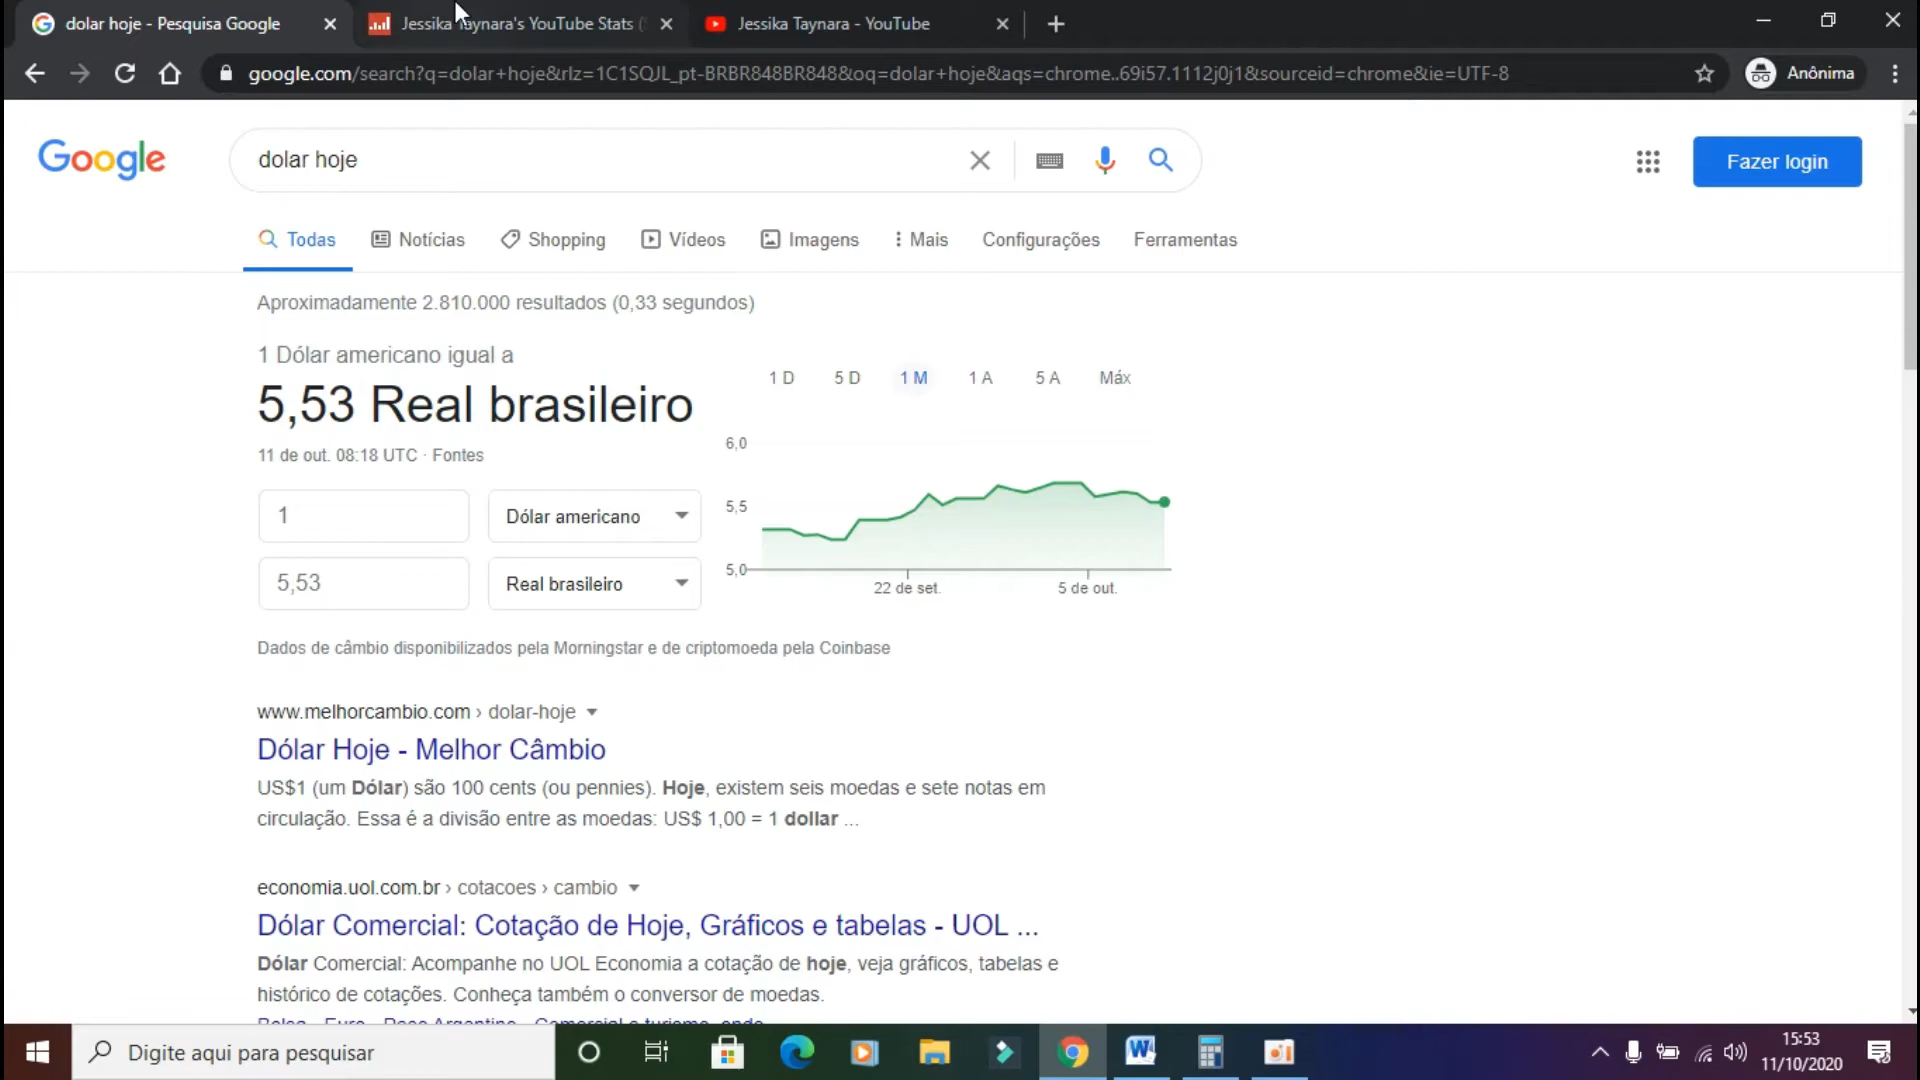 dolar hoje - Pesquisa Google
Jessika Taynara's YouTube Stats (
Jessika Taynara - YouTube
google.com/search?q=dolar+hoje&rlz=1C1SQJL_pt-BRBR848BR848&oq=dolar+hoje&aqs=chrome..69i57.1112j0j1&sourceid=chrome&ie=UTF-8
Anônima
Google
dolar hoje
Fazer login
Todas
Notícias
Shopping
Vídeos
Imagens
Mais
Configurações
Ferramentas
Aproximadamente 2.810.000 resultados (0,33 segundos)
1 Dólar americano igual a
5,53 Real brasileiro
11 de out. 08:18 UTC · Fontes
1 D
5 D
1 M
1 A
5 A
Máx
6,0
5,5
5,0
22 de set.
5 de out.
1
Dólar americano
5,53
Real brasileiro
Dados de câmbio disponibilizados pela Morningstar e de criptomoeda pela Coinbase
www.melhorcambio.com › dolar-hoje
Dólar Hoje - Melhor Câmbio
US$1 (um Dólar) são 100 cents (ou pennies). Hoje, existem seis moedas e sete notas em
circulação. Essa é a divisão entre as moedas: US$ 1,00 = 1 dollar ...
economia.uol.com.br › cotacoes › cambio
Dólar Comercial: Cotação de Hoje, Gráficos e tabelas - UOL ...
Dólar Comercial: Acompanhe no UOL Economia a cotação de hoje, veja gráficos, tabelas e
histórico de cotações. Conheça também o conversor de moedas.
Digite aqui para pesquisar
15:53
11/10/2020